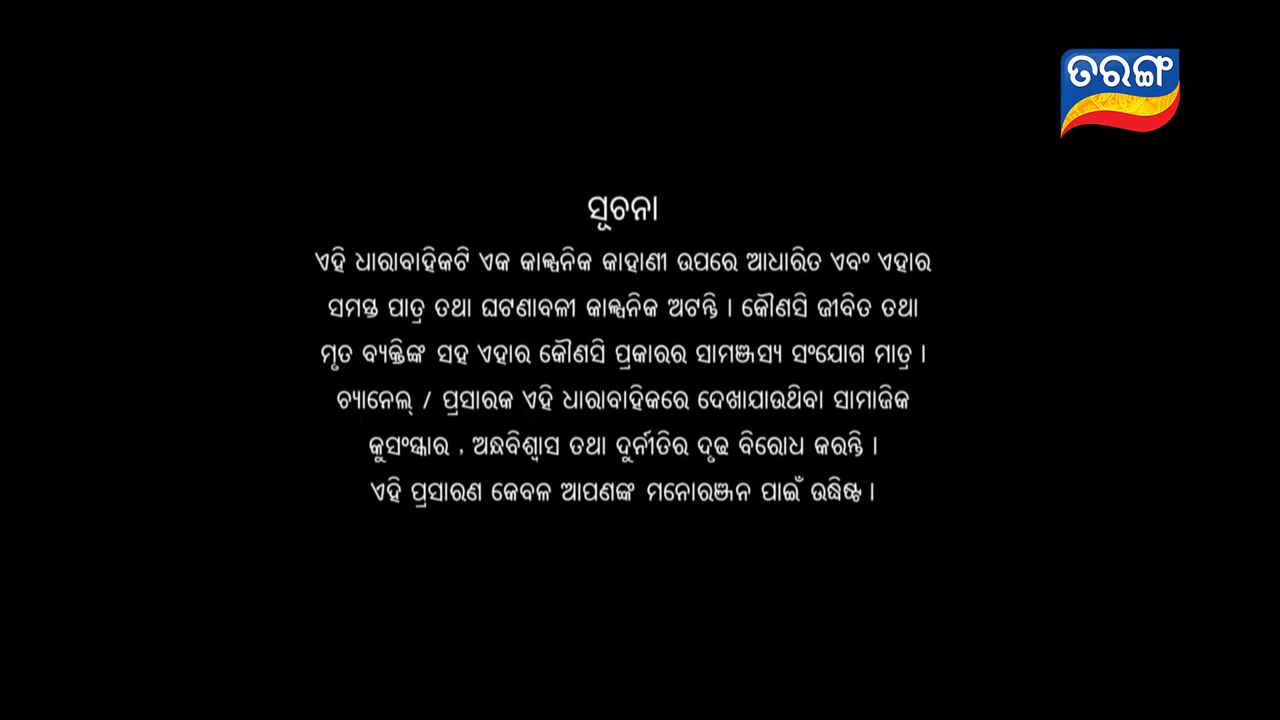 ତରଙ୍ଗ
ସୂଚନା
ଏହି ଧାରାବାହିକଟି ଏକ କାଳ୍ପନିକ କାହାଣୀ ଉପରେ ଆଧାରିତ ଏବଂ ଏହାର
ସମସ୍ତ ପାତ୍ର ତଥା ଘଟଣାବଳୀ କାଳ୍ପନିକ ଅଟନ୍ତି । କୌଣସି ଜୀବିତ ତଥା
ମୃତ ବ୍ୟକ୍ତିଙ୍କ ସହ ଏହାର କୌଣସି ପ୍ରକାରର ସାମଞ୍ଜସ୍ୟ ସଂଯୋଗ ମାତ୍ର ।
ଚ୍ୟାନେଲ୍ / ପ୍ରସାରକ ଏହି ଧାରାବାହିକରେ ଦେଖାଯାଉଥିବା ସାମାଜିକ
କୁସଂସ୍କାର , ଅନ୍ଧବିଶ୍ୱାସ ତଥା ଦୁର୍ନୀତିର ଦୃଢ ବିରୋଧ କରନ୍ତି ।
ଏହି ପ୍ରସାରଣ କେବଳ ଆପଣଙ୍କ ମନୋରଞ୍ଜନ ପାଇଁ ଉଦ୍ଧିଷ୍ଟ ।